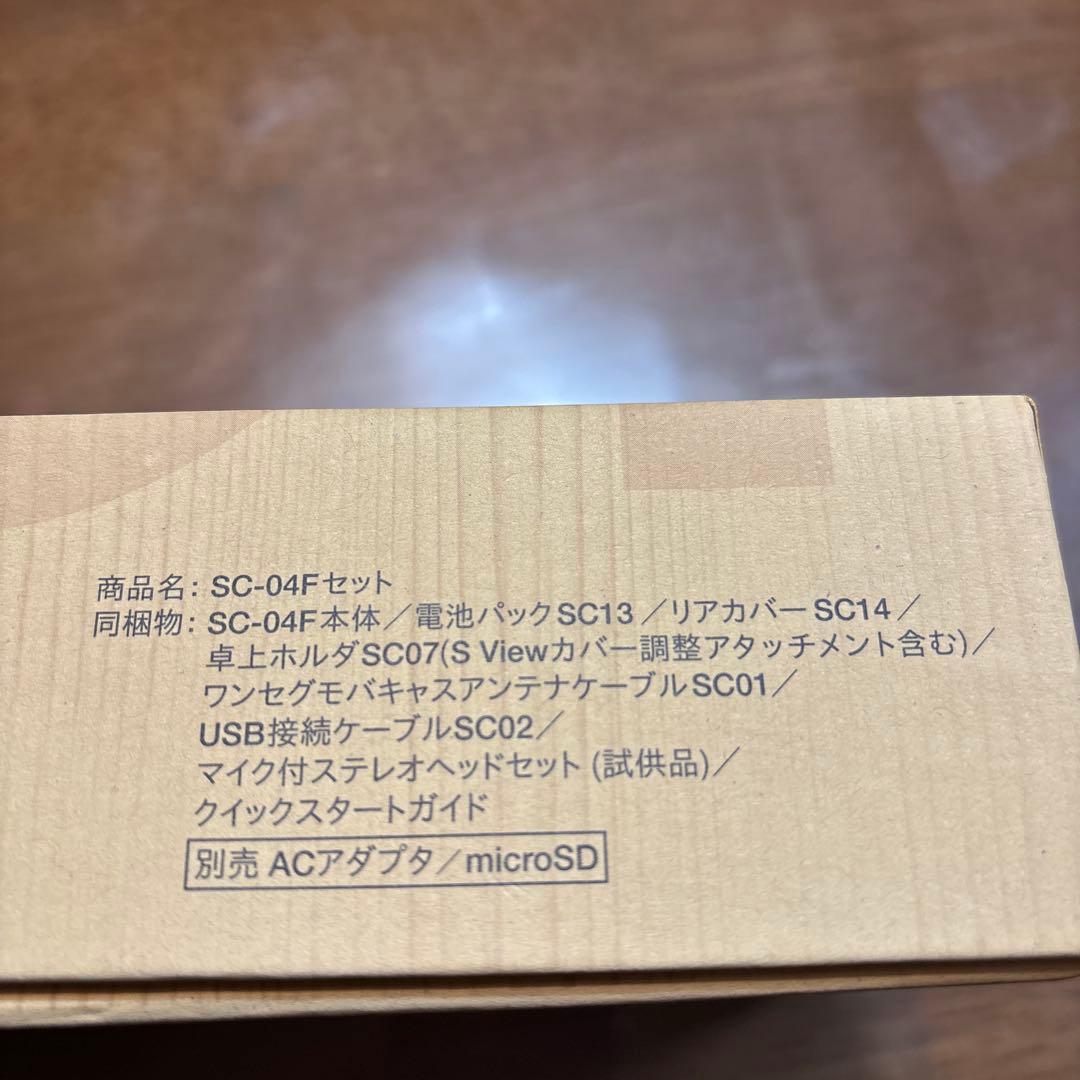 商品名: SC-04Fセット
同梱物: SC-04F本体／電池パックSC13／リアカバーSC14／
卓上ホルダSC07(S Viewカバー調整アタッチメント含む)／
ワンセグモバキャスアンテナケーブルSC01／
USB接続ケーブルSC02／
マイク付ステレオヘッドセット (試供品)／
クイックスタートガイド
別売 ACアダプタ／microSD